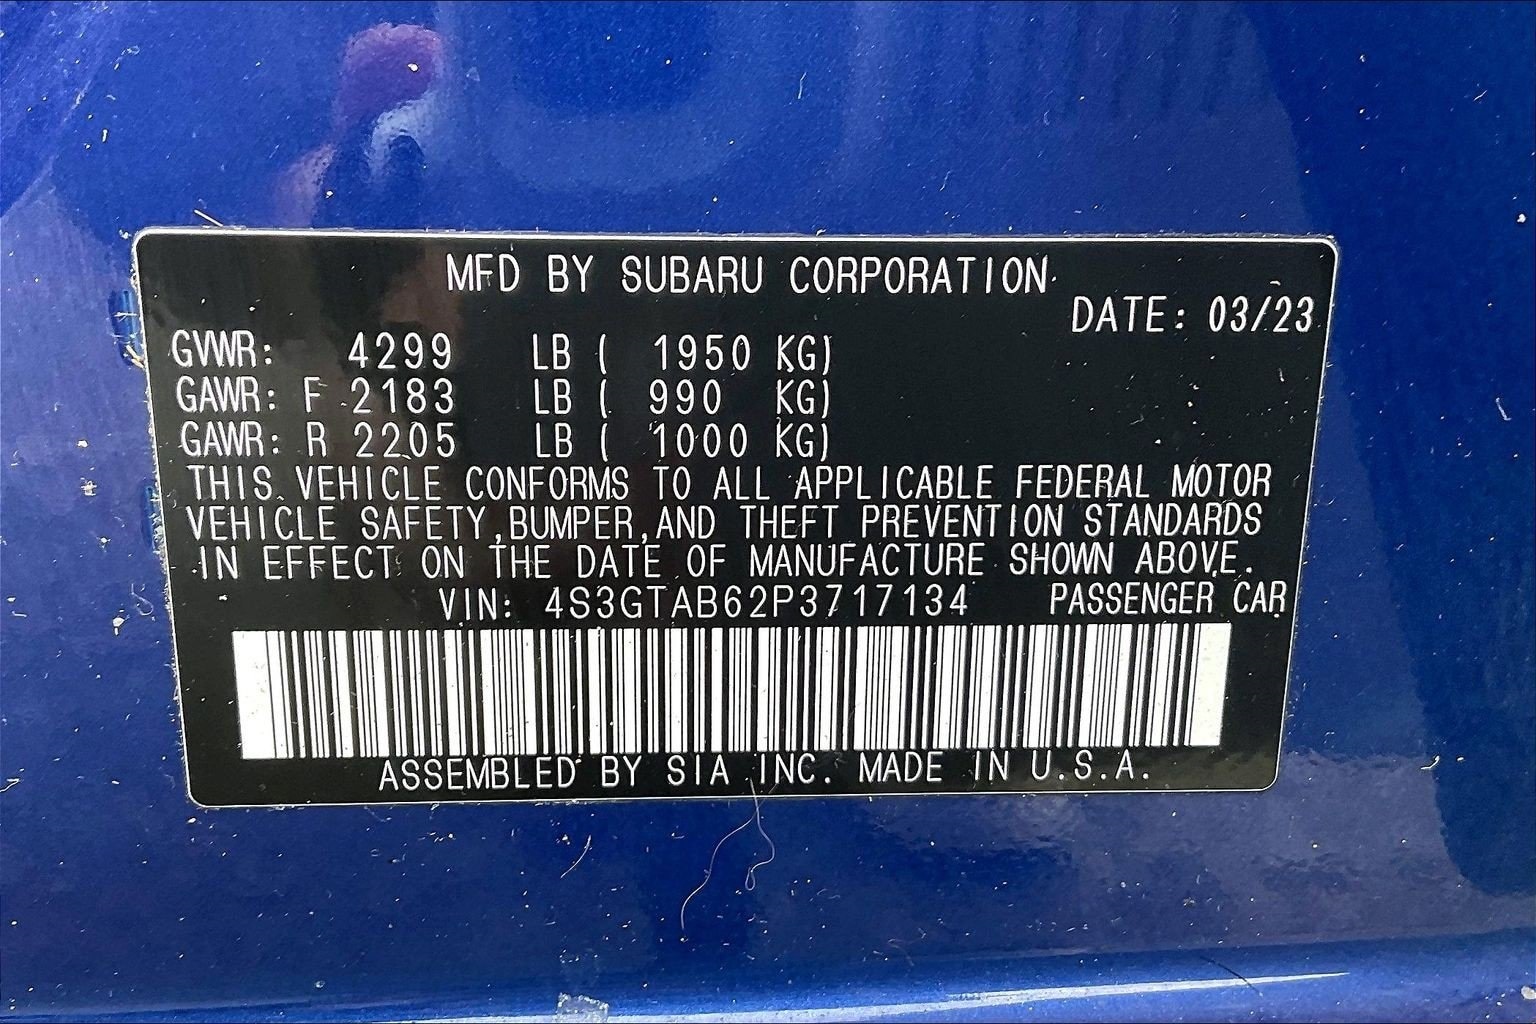 MFD BY SUBARU CORPORATION
DATE: 03/23
GVWR: 4299 LB ( 1950 KG)
GAWR: F 2183 LB ( 990 KG)
GAWR: R 2205 LB ( 1000 KG)
THIS VEHICLE CONFORMS TO ALL APPLICABLE FEDERAL MOTOR
VEHICLE SAFETY,BUMPER,AND THEFT PREVENTION STANDARDS
IN EFFECT ON THE DATE OF MANUFACTURE SHOWN ABOVE.
VIN: 4S3GTAB62P3717134 PASSENGER CAR
ASSEMBLED BY SIA INC. MADE IN U.S.A.